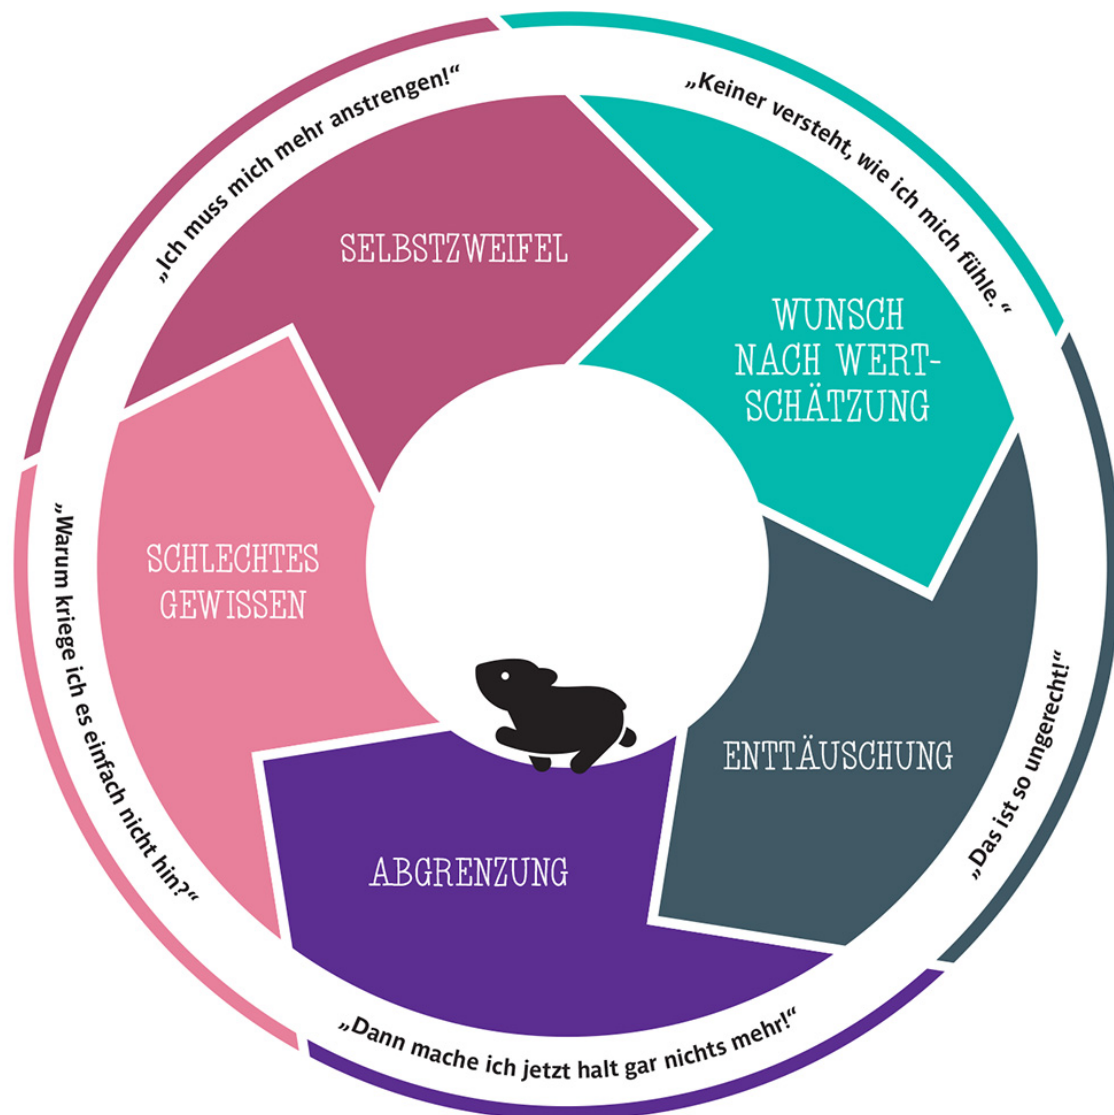 „Ich muss mich mehr anstrengen!“
SELBSTZWEIFEL
„Keiner versteht, wie ich mich fühle.“
WUNSCH
NACH WERT-
SCHÄTZUNG
„Das ist so ungerecht!“
ENTTÄUSCHUNG
„Dann mache ich jetzt halt gar nichts mehr!“
ABGRENZUNG
„Warum kriege ich es einfach nicht hin?“
SCHLECHTES
GEWISSEN